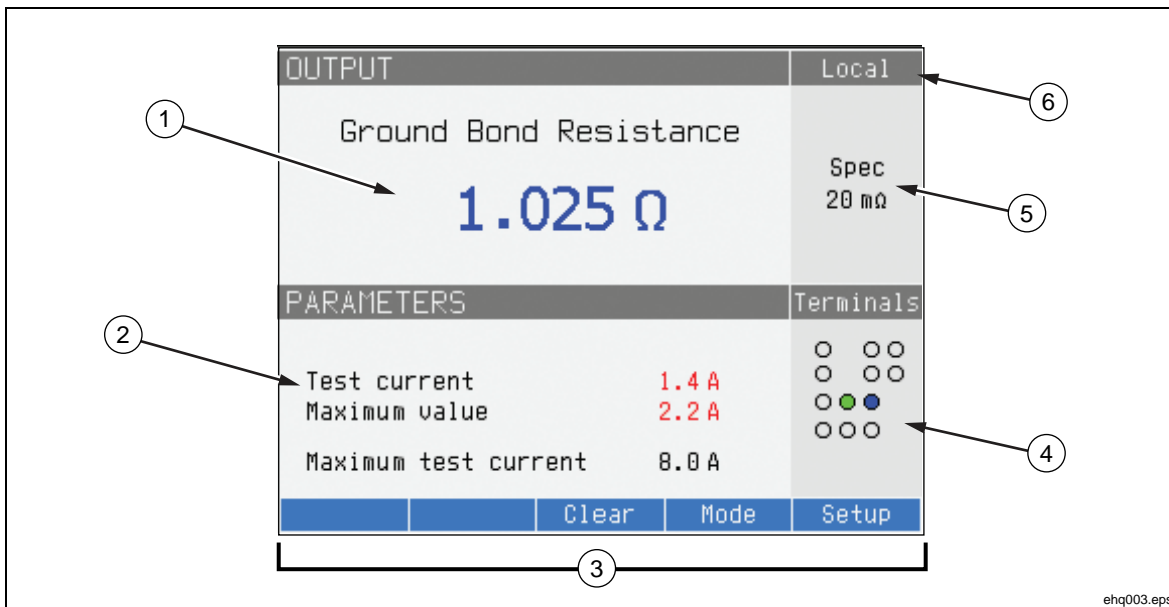 OUTPUT
Local
Ground Bond Resistance
1.025 Ω
Spec
20 mΩ
PARAMETERS
Terminals
Test current 1.4 A
Maximum value 2.2 A
Maximum test current 8.0 A
Clear Mode Setup
1
2
3
4
5
6
ehq003.eps